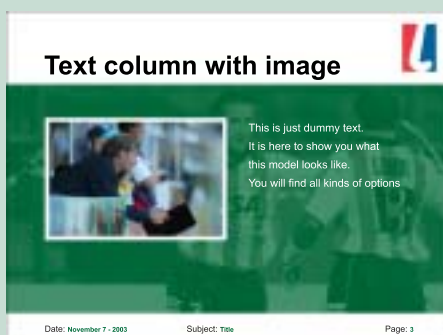 Text column with image
This is just dummy text.
It is here to show you what
this model looks like.
You will find all kinds of options
Date: November 7 - 2003 Subject: Title Page: 3